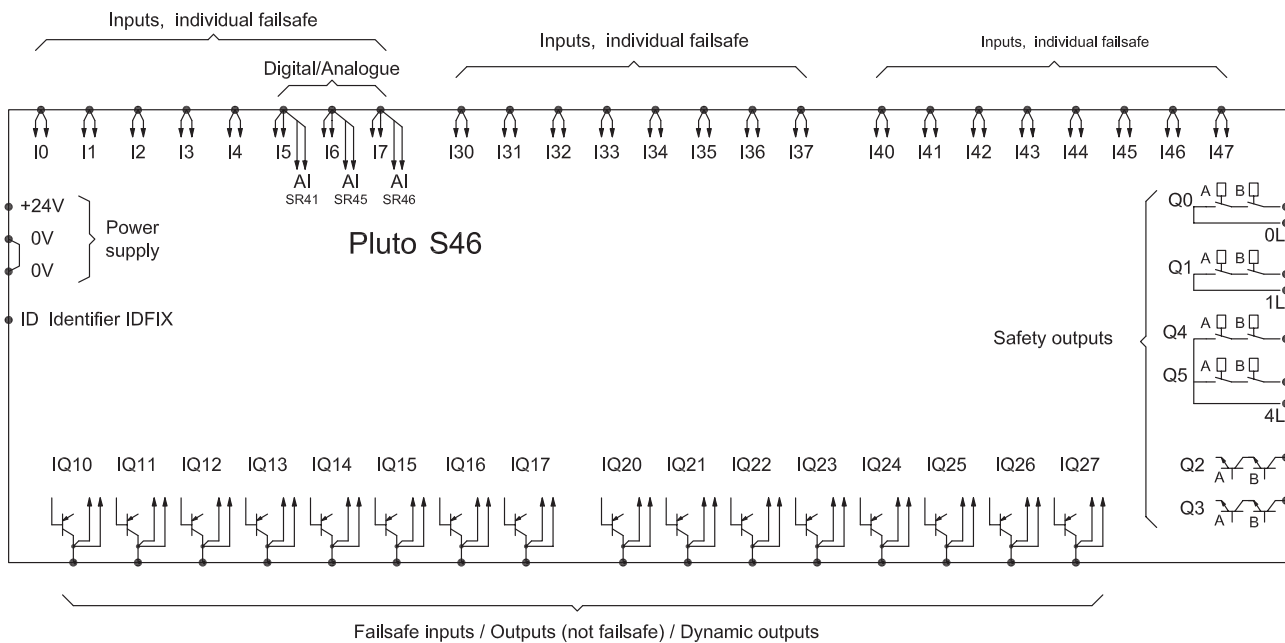 Inputs, individual failsafe
Inputs, individual failsafe
Inputs, individual failsafe
Digital/Analogue
I0 I1 I2 I3 I4 I5 I6 I7 I30 I31 I32 I33 I34 I35 I36 I37 I40 I41 I42 I43 I44 I45 I46 I47
AI AI AI
SR41 SR45 SR46
+24V
0V
0V
Power
supply
Pluto S46
ID Identifier IDFIX
Safety outputs
Q0 A B
0L
Q1 A B
1L
Q4 A B
Q5 A B
4L
Q2 A B
Q3 A B
IQ10 IQ11 IQ12 IQ13 IQ14 IQ15 IQ16 IQ17 IQ20 IQ21 IQ22 IQ23 IQ24 IQ25 IQ26 IQ27
Failsafe inputs / Outputs (not failsafe) / Dynamic outputs